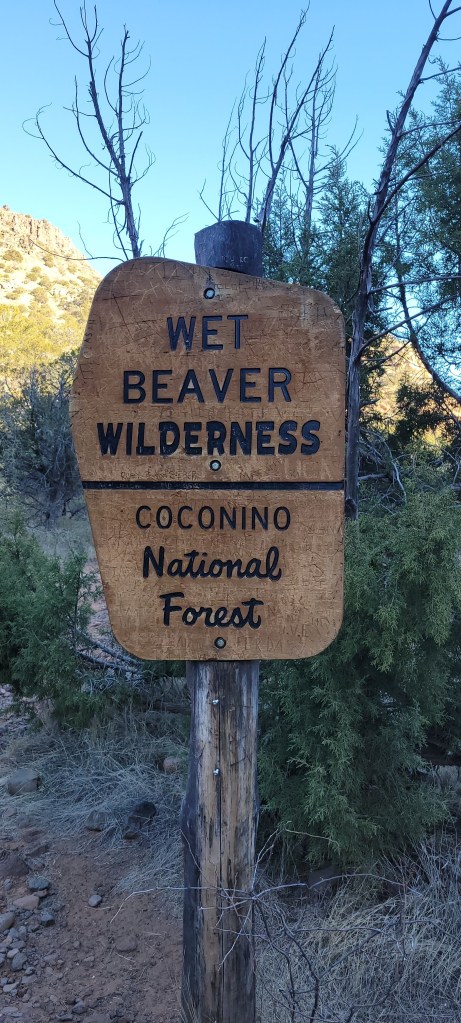 WET
BEAVER
WILDERNESS
COCONINO
National
Forest